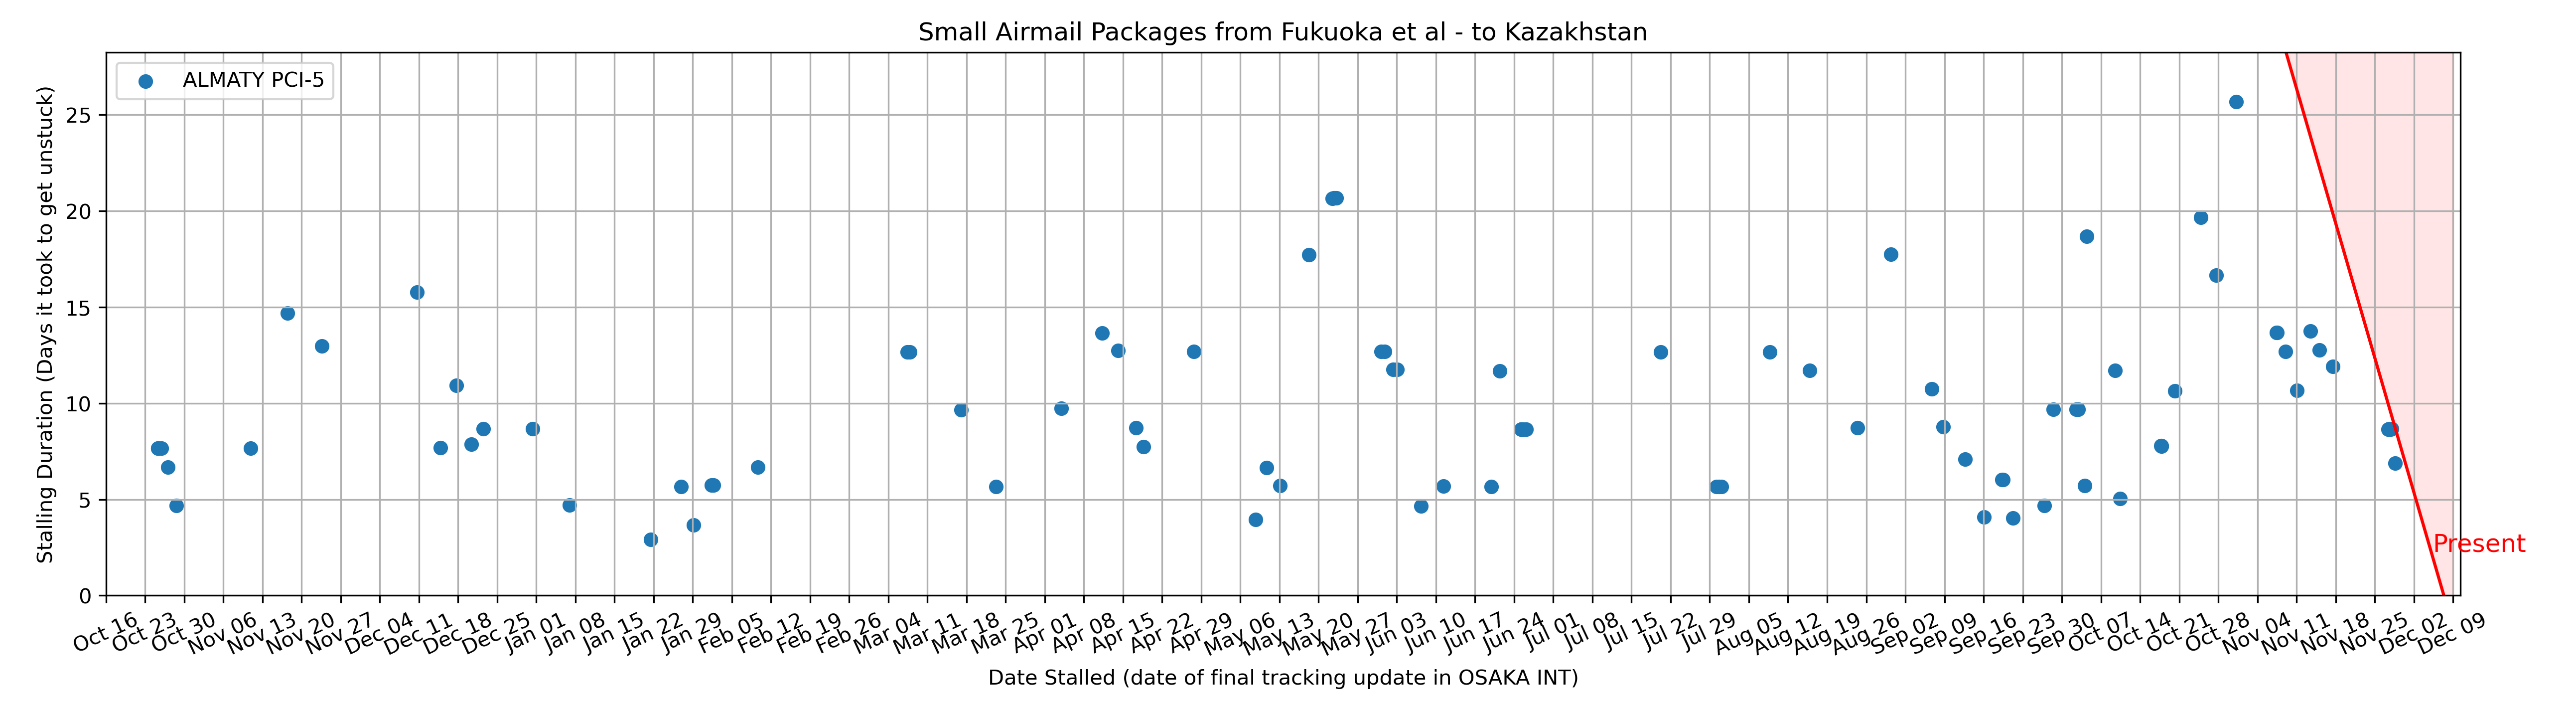 Small Airmail Packages from Fukuoka et al - to Kazakhstan
ALMATY PCI-5
Stalling Duration (Days it took to get unstuck)
25
20
15
10
5
0
Present
Oct 16
Oct 23
Oct 30
Nov 06
Nov 13
Nov 20
Nov 27
Dec 04
Dec 11
Dec 18
Dec 25
Jan 01
Jan 08
Jan 15
Jan 22
Jan 29
Feb 05
Feb 12
Feb 19
Feb 26
Mar 04
Mar 11
Mar 18
Mar 25
Apr 01
Apr 08
Apr 15
Apr 22
Apr 29
May 06
May 13
May 20
May 27
Jun 03
Jun 10
Jun 17
Jun 24
Jul 01
Jul 08
Jul 15
Jul 22
Jul 29
Aug 05
Aug 12
Aug 19
Aug 26
Sep 02
Sep 09
Sep 16
Sep 23
Sep 30
Oct 07
Oct 14
Oct 21
Oct 28
Nov 04
Nov 11
Nov 18
Nov 25
Dec 02
Dec 09
Date Stalled (date of final tracking update in OSAKA INT)